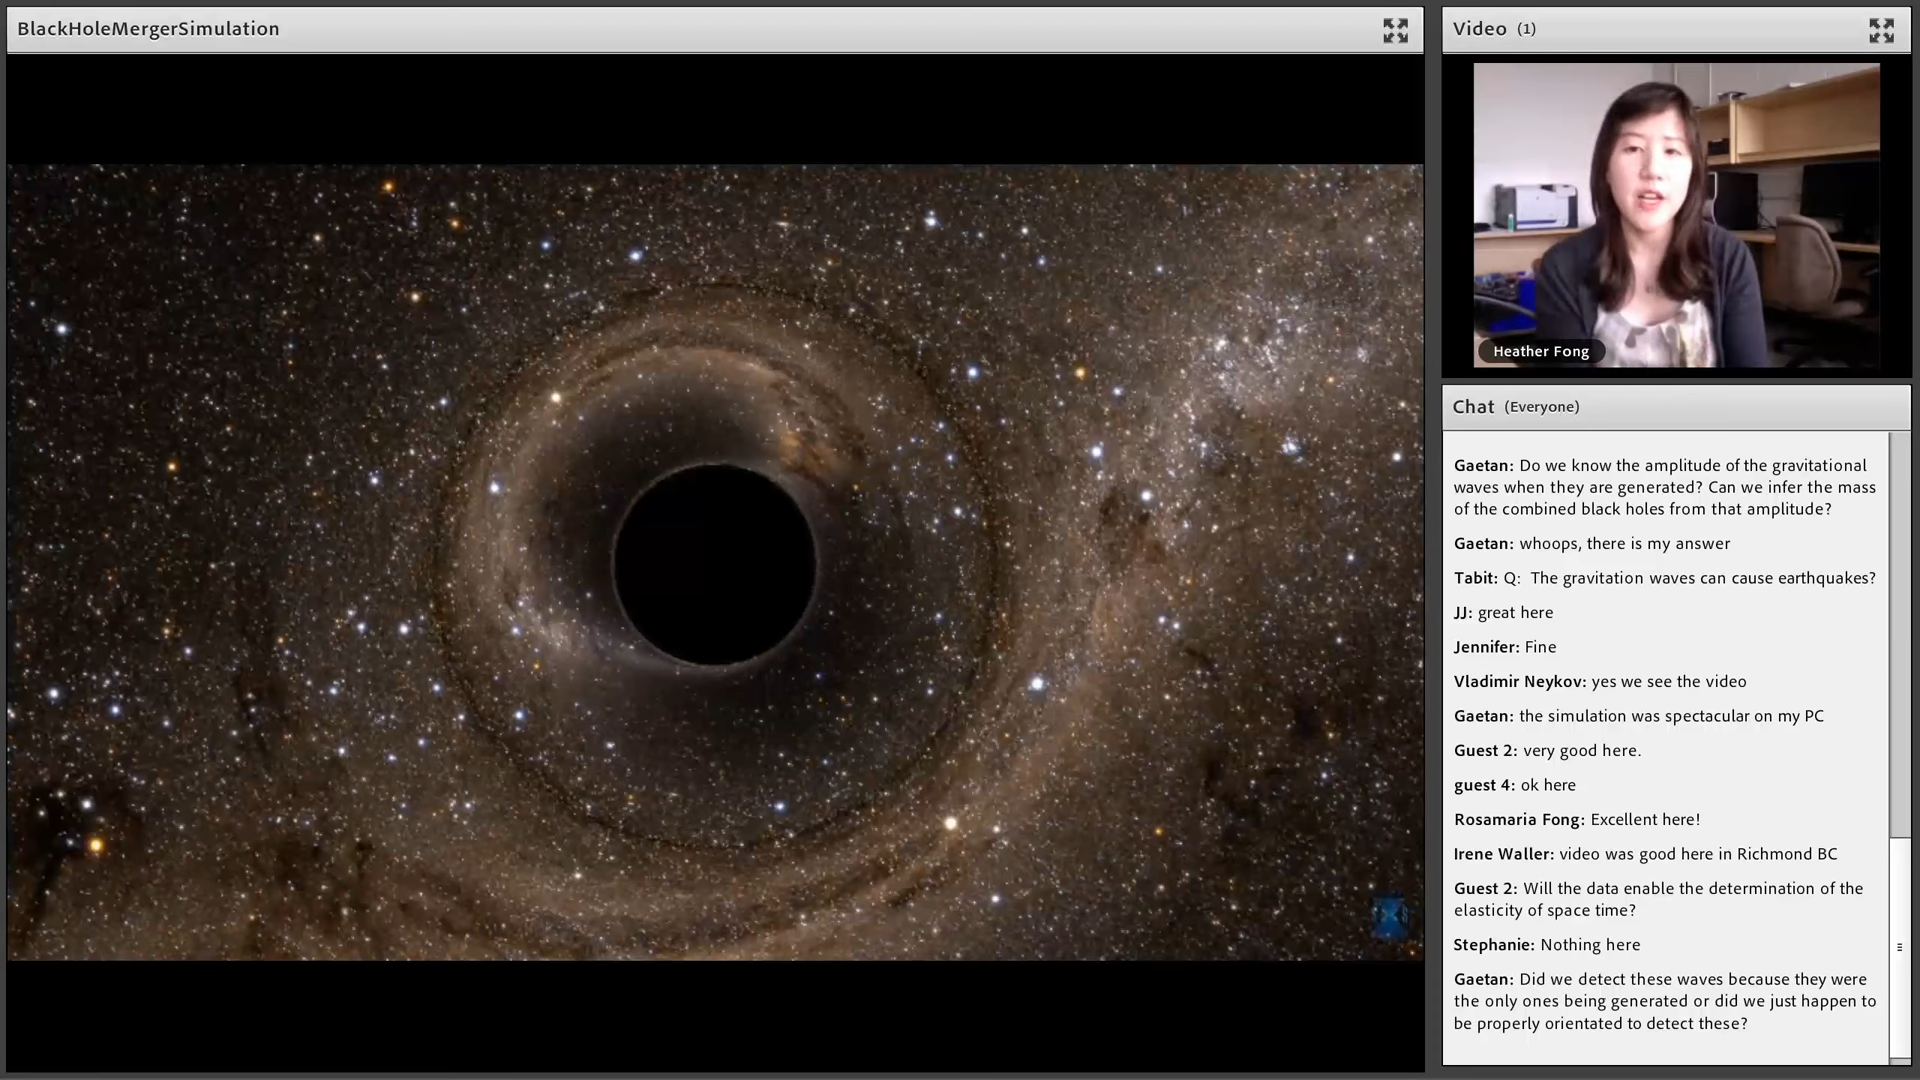 BlackHoleMergerSimulation
Video (1)
Heather Fong
Chat (Everyone)
Gaetan: Do we know the amplitude of the gravitational
waves when they are generated? Can we infer the mass
of the combined black holes from that amplitude?
Gaetan: whoops, there is my answer
Tabit: Q: The gravitation waves can cause earthquakes?
JJ: great here
Jennifer: Fine
Vladimir Neykov: yes we see the video
Gaetan: the simulation was spectacular on my PC
Guest 2: very good here.
guest 4: ok here
Rosamaria Fong: Excellent here!
Irene Waller: video was good here in Richmond BC
Guest 2: Will the data enable the determination of the
elasticity of space time?
Stephanie: Nothing here
Gaetan: Did we detect these waves because they were
the only ones being generated or did we just happen to
be properly orientated to detect these?